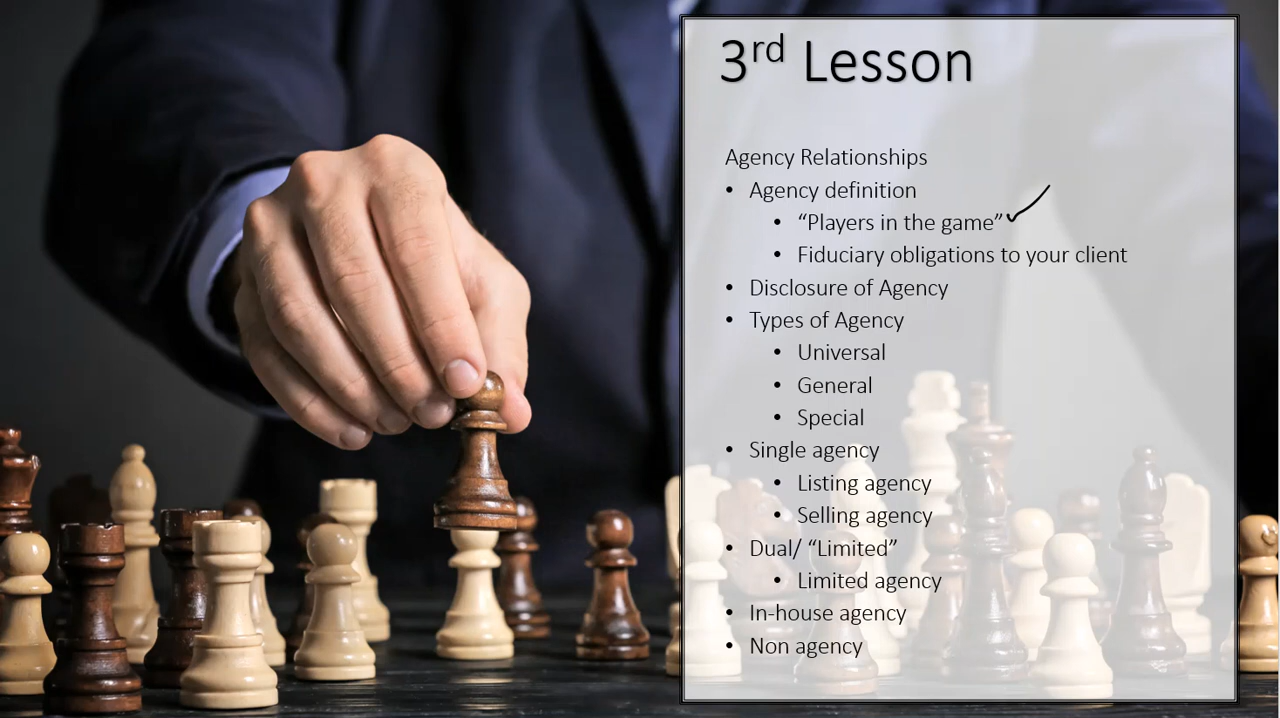 3rd Lesson
Agency Relationships
• Agency definition
• “Players in the game”
• Fiduciary obligations to your client
• Disclosure of Agency
• Types of Agency
• Universal
• General
• Special
• Single agency
• Listing agency
• Selling agency
• Dual/ “Limited”
• Limited agency
• In-house agency
• Non agency